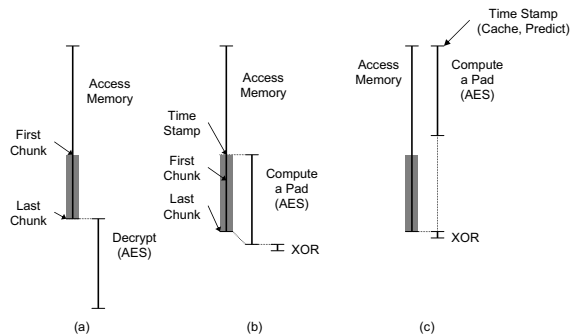 Access
Memory
First
Chunk
Last
Chunk
Decrypt
(AES)
(a)
Access
Memory
Time
Stamp
First
Chunk
Last
Chunk
Compute
a Pad
(AES)
XOR
(b)
Time Stamp
(Cache, Predict)
Access
Memory
Compute
a Pad
(AES)
XOR
(c)